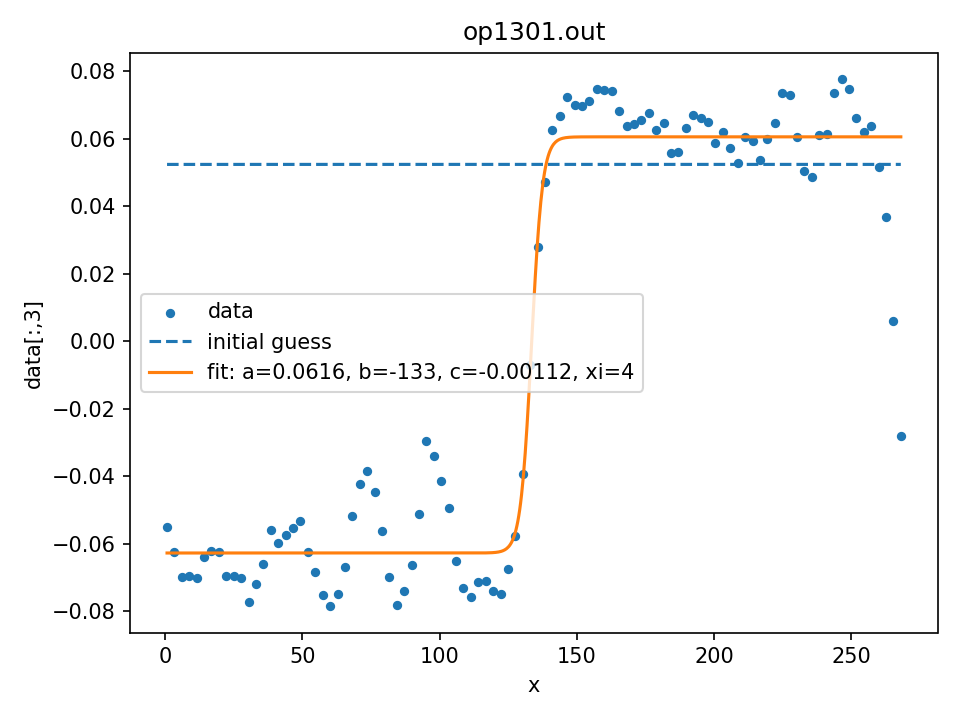 op1301.out
0.08
0.06
0.04
0.02
0.00
−0.02
−0.04
−0.06
−0.08
data[:,3]
data
initial guess
fit: a=0.0616, b=-133, c=-0.00112, xi=4
0 50 100 150 200 250
x